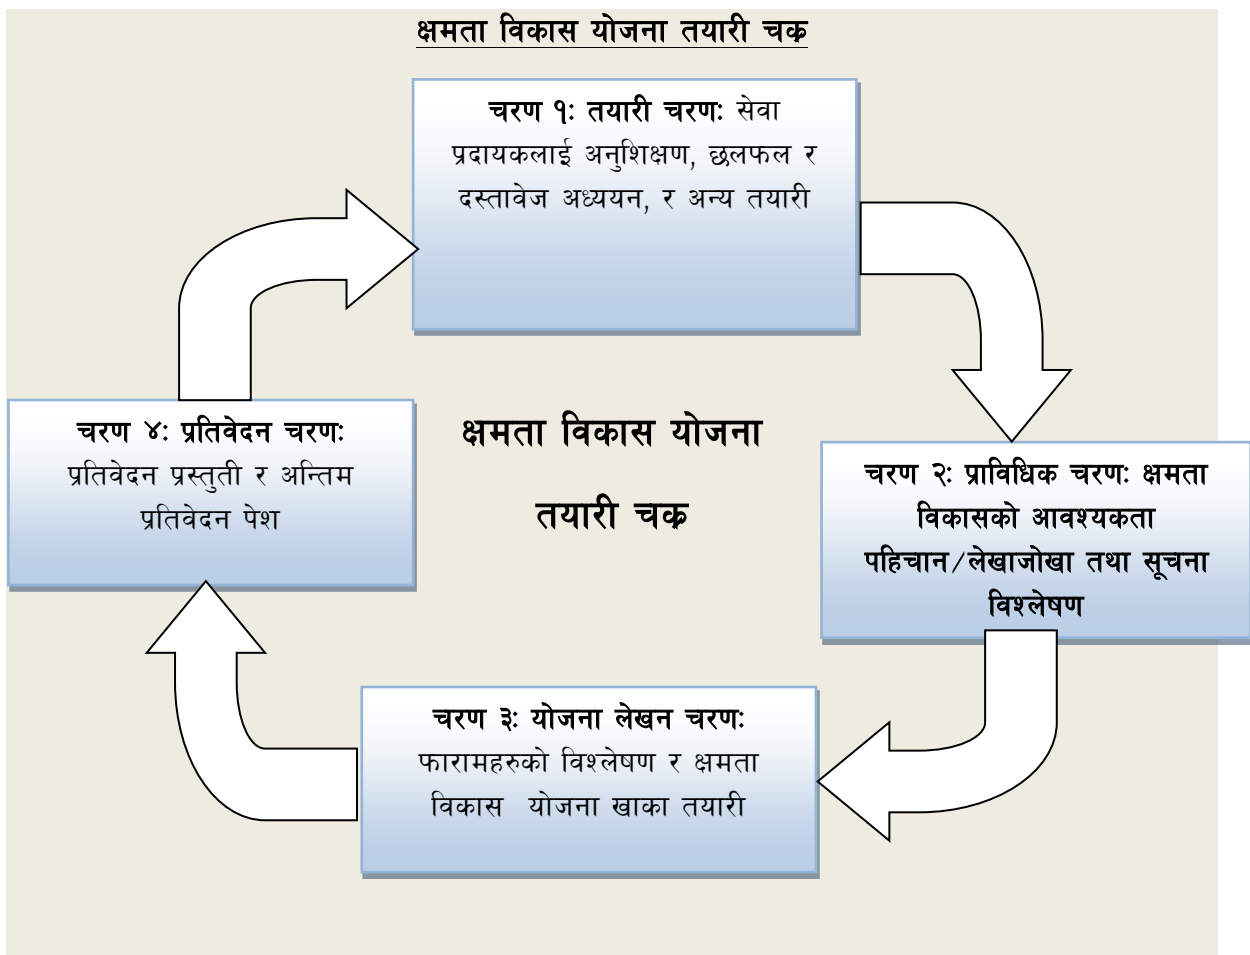 क्षमता विकास योजना तयारी चक्र
चरण १: तयारी चरण: सेवा
प्रदायकलाई अनुशिक्षण, छलफल र
दस्तावेज अध्ययन, र अन्य तयारी
चरण २: प्राविधिक चरण: क्षमता
विकासको आवश्यकता
पहिचान/लेखाजोखा तथा सूचना
विश्लेषण
चरण ३: योजना लेखन चरण:
फारामहरुको विश्लेषण र क्षमता
विकास योजना खाका तयारी
चरण ४: प्रतिवेदन चरण:
प्रतिवेदन प्रस्तुती र अन्तिम
प्रतिवेदन पेश
क्षमता विकास योजना
तयारी चक्र